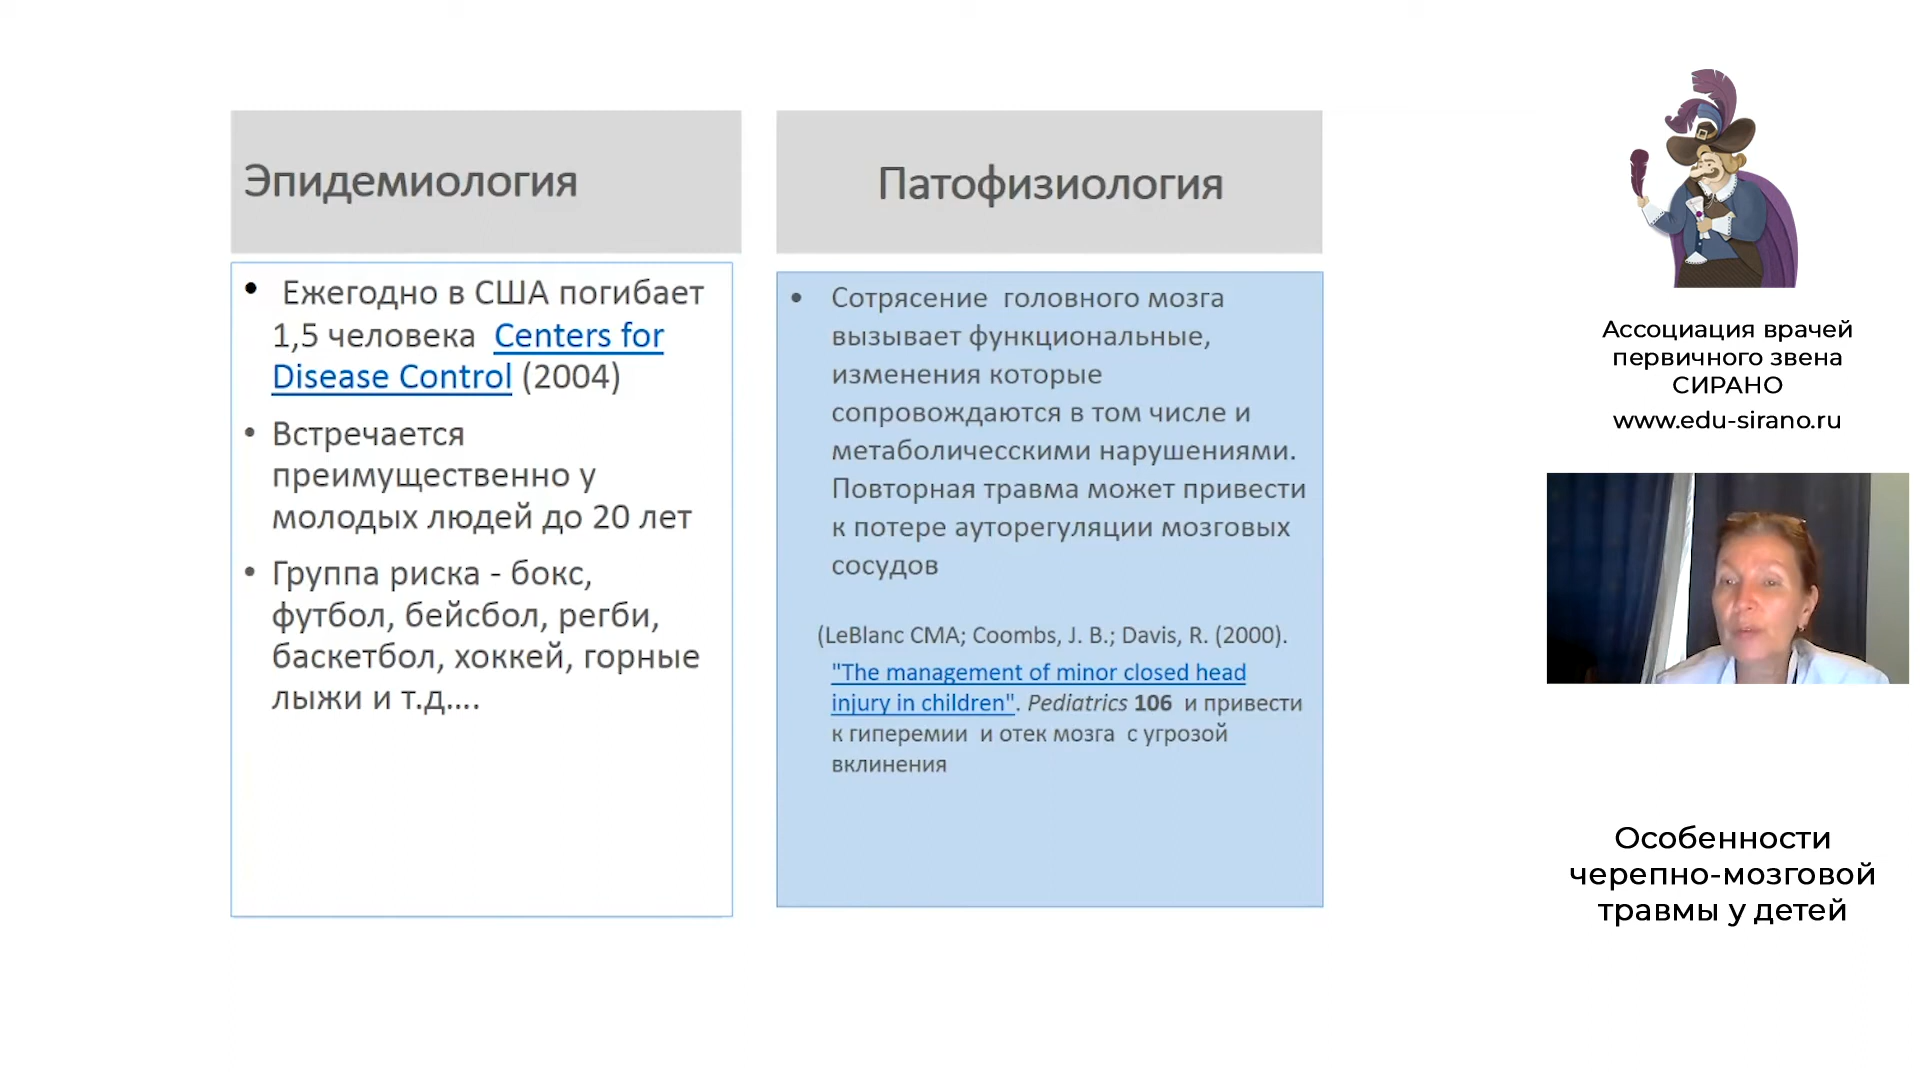 Эпидемиология
• Ежегодно в США погибает
1,5 человека Centers for
Disease Control (2004)
• Встречается
преимущественно у
молодых людей до 20 лет
• Группа риска - бокс,
футбол, бейсбол, регби,
баскетбол, хоккей, горные
лыжи и т.д….
Патофизиология
• Сотрясение головного мозга
вызывает функциональные,
изменения которые
сопровождаются в том числе и
метаболичесскими нарушениями.
Повторная травма может привести
к потере ауторегуляции мозговых
сосудов
(LeBlanc CMA; Coombs, J. B.; Davis, R. (2000).
"The management of minor closed head
injury in children". Pediatrics 106 и привести
к гиперемии и отек мозга с угрозой
вклинения
Ассоциация врачей
первичного звена
СИРАНО
www.edu-sirano.ru
Особенности
черепно-мозговой
травмы у детей